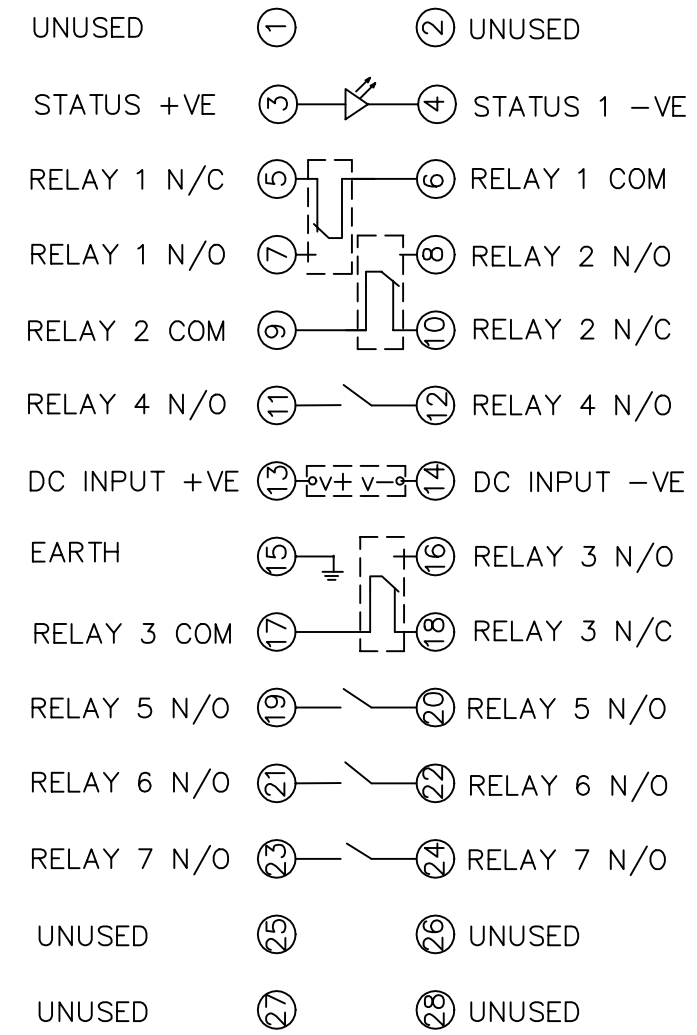 UNUSED 1 2 UNUSED
STATUS +VE 3 4 STATUS 1 –VE
RELAY 1 N/C 5 6 RELAY 1 COM
RELAY 1 N/O 7 8 RELAY 2 N/O
RELAY 2 COM 9 10 RELAY 2 N/C
RELAY 4 N/O 11 12 RELAY 4 N/O
DC INPUT +VE 13 V+ V– 14 DC INPUT –VE
EARTH 15 16 RELAY 3 N/O
RELAY 3 COM 17 18 RELAY 3 N/C
RELAY 5 N/O 19 20 RELAY 5 N/O
RELAY 6 N/O 21 22 RELAY 6 N/O
RELAY 7 N/O 23 24 RELAY 7 N/O
UNUSED 25 26 UNUSED
UNUSED 27 28 UNUSED